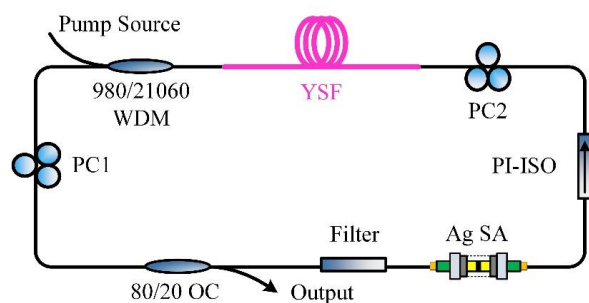 Pump Source
980/21060
WDM
YSF
PC2
PC1
PI-ISO
Filter
Ag SA
80/20 OC
Output